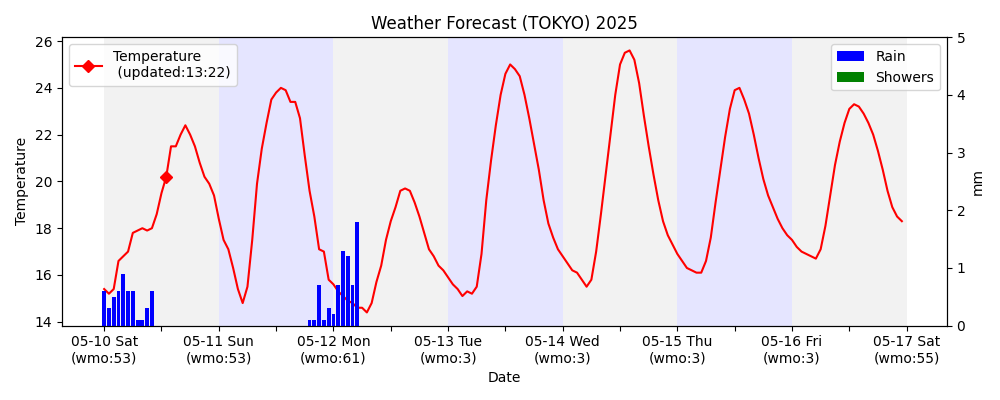 Weather Forecast (TOKYO) 2025
Temperature
(updated:13:22)
Rain
Showers
26
24
22
20
18
16
14
Temperature
5
4
3
2
1
0
mm
05-10 Sat
(wmo:53)
05-11 Sun
(wmo:53)
05-12 Mon
(wmo:61)
05-13 Tue
(wmo:3)
05-14 Wed
(wmo:3)
05-15 Thu
(wmo:3)
05-16 Fri
(wmo:3)
05-17 Sat
(wmo:55)
Date